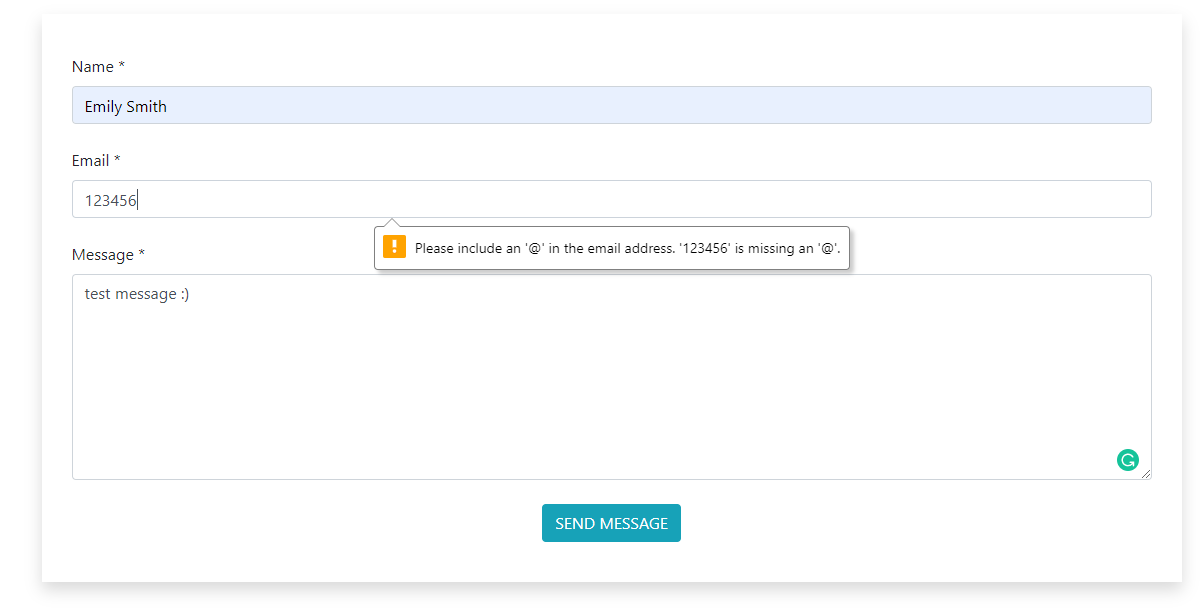 Name *
Emily Smith
Email *
123456
Please include an '@' in the email address. '123456' is missing an '@'.
Message *
test message :)
SEND MESSAGE